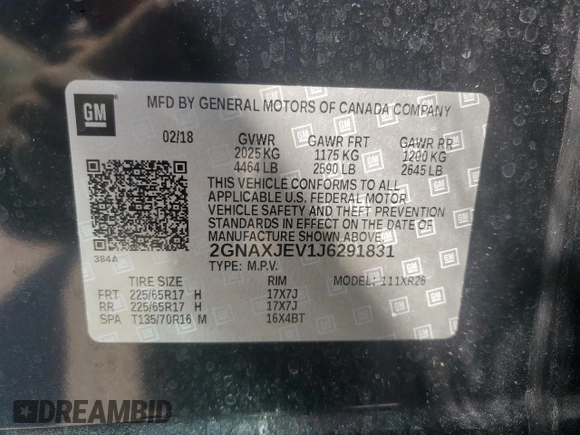 GM
MFD BY GENERAL MOTORS OF CANADA COMPANY
02/18 GVWR GAWR FRT GAWR RR
2025 KG 1175 KG 1200 KG
4464 LB 2590 LB 2645 LB
THIS VEHICLE CONFORMS TO ALL
APPLICABLE U.S. FEDERAL MOTOR
VEHICLE SAFETY AND THEFT PREVENTION
STANDARDS IN EFFECT ON THE DATE OF
MANUFACTURE SHOWN ABOVE.
384A 2GNAXJEV1J6291831
TYPE: M.P.V.
TIRE SIZE RIM MODEL: 111XR26
FRT 225/65R17 H 17X7J
RR 225/65R17 H 17X7J
SPA T135/70R16 M 16X4BT
DREAMBID